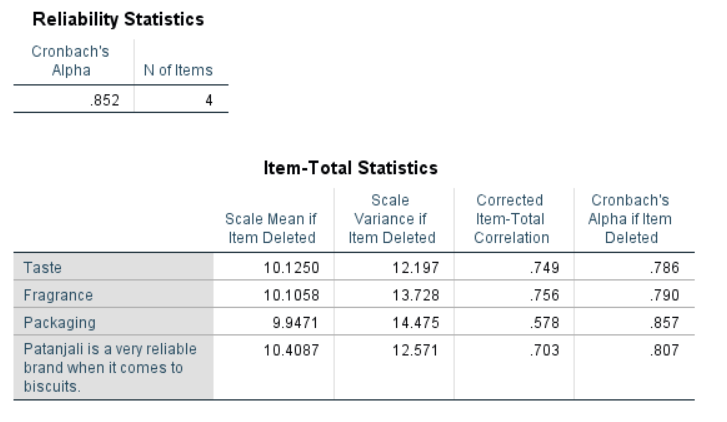 Reliability Statistics
Cronbach's
Alpha N of Items
.852 4
Item-Total Statistics
Scale Mean if
Item Deleted
Scale
Variance if
Item Deleted
Corrected
Item-Total
Correlation
Cronbach's
Alpha if Item
Deleted
Taste 10.1250 12.197 .749 .786
Fragrance 10.1058 13.728 .756 .790
Packaging 9.9471 14.475 .578 .857
Patanjali is a very reliable 10.4087 12.571 .703 .807
brand when it comes to
biscuits.